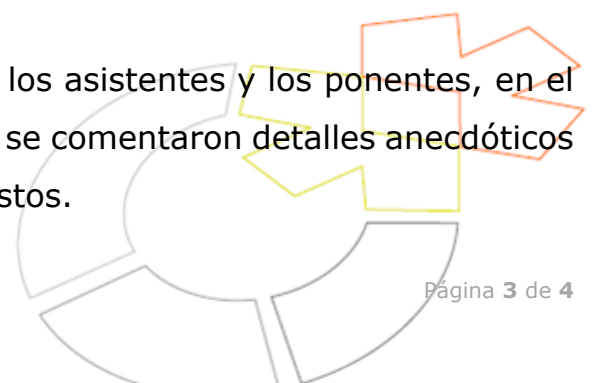 los asistentes y los ponentes, en el
se comentaron detalles anecdóticos
stos.
Página 3 de 4